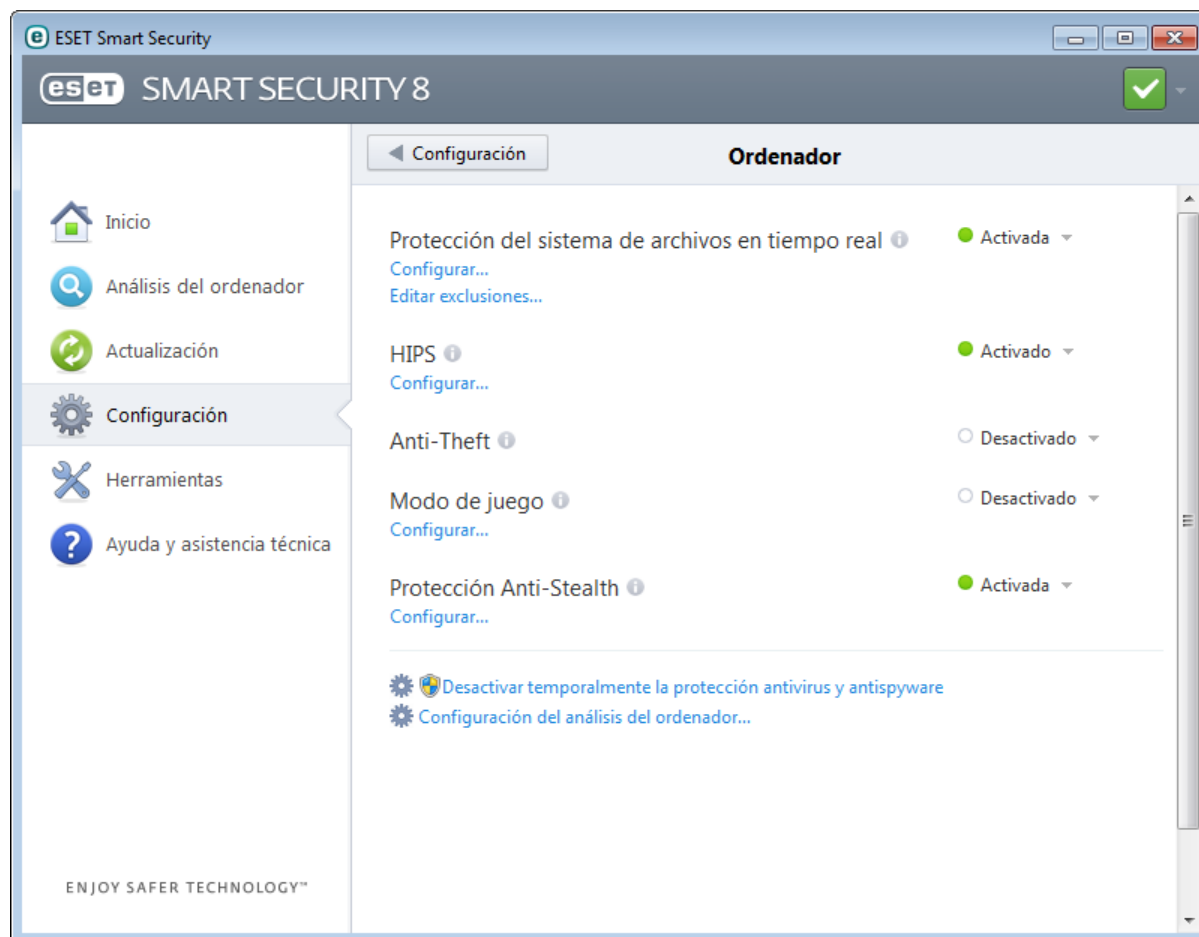 ESET Smart Security
eset SMART SECURITY 8
Configuración
Ordenador
Inicio
Análisis del ordenador
Actualización
Configuración
Herramientas
Ayuda y asistencia técnica
ENJOY SAFER TECHNOLOGY™
Protección del sistema de archivos en tiempo real Activada
Configurar...
Editar exclusiones...
HIPS Activado
Configurar...
Anti-Theft Desactivado
Modo de juego Desactivado
Configurar...
Protección Anti-Stealth Activada
Configurar...
Desactivar temporalmente la protección antivirus y antispyware
Configuración del análisis del ordenador...